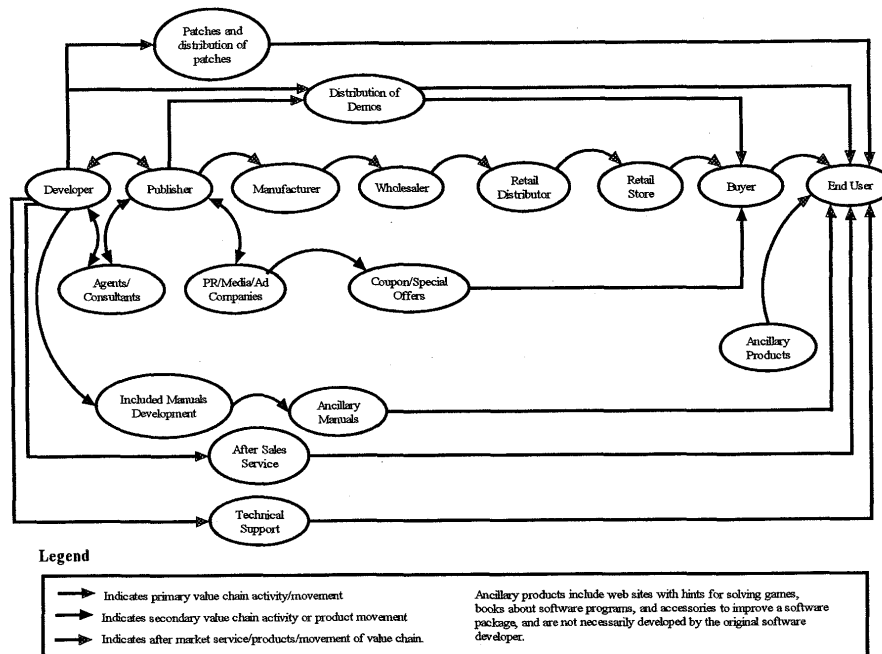 Patches and
distribution of
patches
Distribution of
Demos
Developer
Publisher
Manufacturer
Wholesaler
Retail
Distributor
Retail
Store
Buyer
End User
Agents/
Consultants
PR/Media/Ad
Companies
Coupon/Special
Offers
Ancillary
Products
Included Manuals
Development
Ancillary
Manuals
After Sales
Service
Technical
Support
Legend
Indicates primary value chain activity/movement
Indicates secondary value chain activity or product movement
Indicates after market service/products/movement of value chain.
Ancillary products include web sites with hints for solving games,
books about software programs, and accessories to improve a software
package, and are not necessarily developed by the original software
developer.